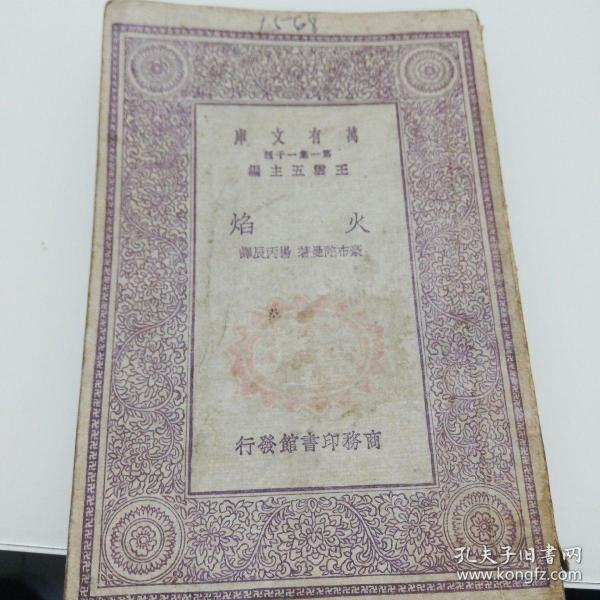 1568
萬有文庫
第一集一千種
王雲五主編
火焰
豪布陀曼著 楊丙辰譯
商務印書館發行
孔夫子旧书网
www.kongfz.com